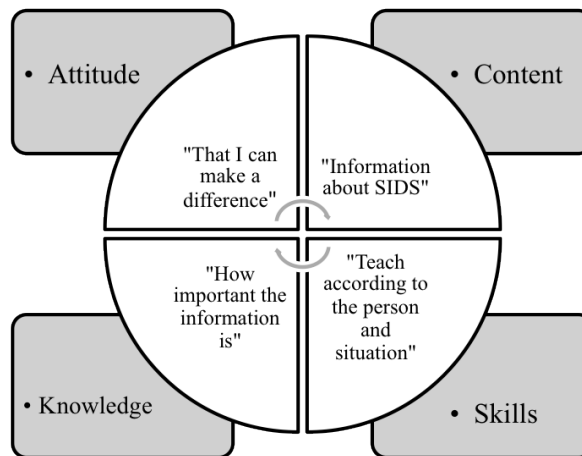 • Attitude
• Content
"That I can
make a
difference"
"Information
about SIDS"
"How
important the
information
is"
"Teach
according to
the person
and
situation"
• Knowledge
• Skills